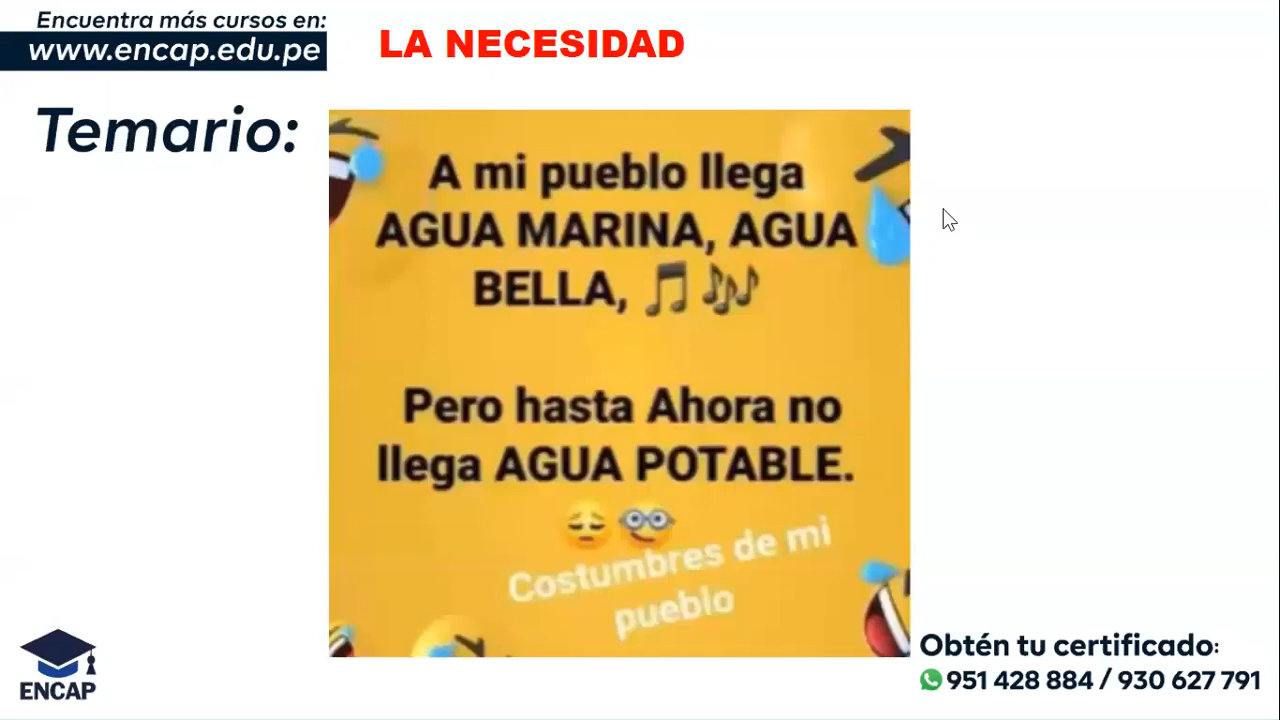 Encuentra más cursos en:
www.encap.edu.pe
LA NECESIDAD
Temario:
A mi pueblo llega
AGUA MARINA, AGUA
BELLA, 🎵🎶
Pero hasta Ahora no
llega AGUA POTABLE.
Costumbres de mi
pueblo
ENCAP
Obtén tu certificado:
951 428 884 / 930 627 791